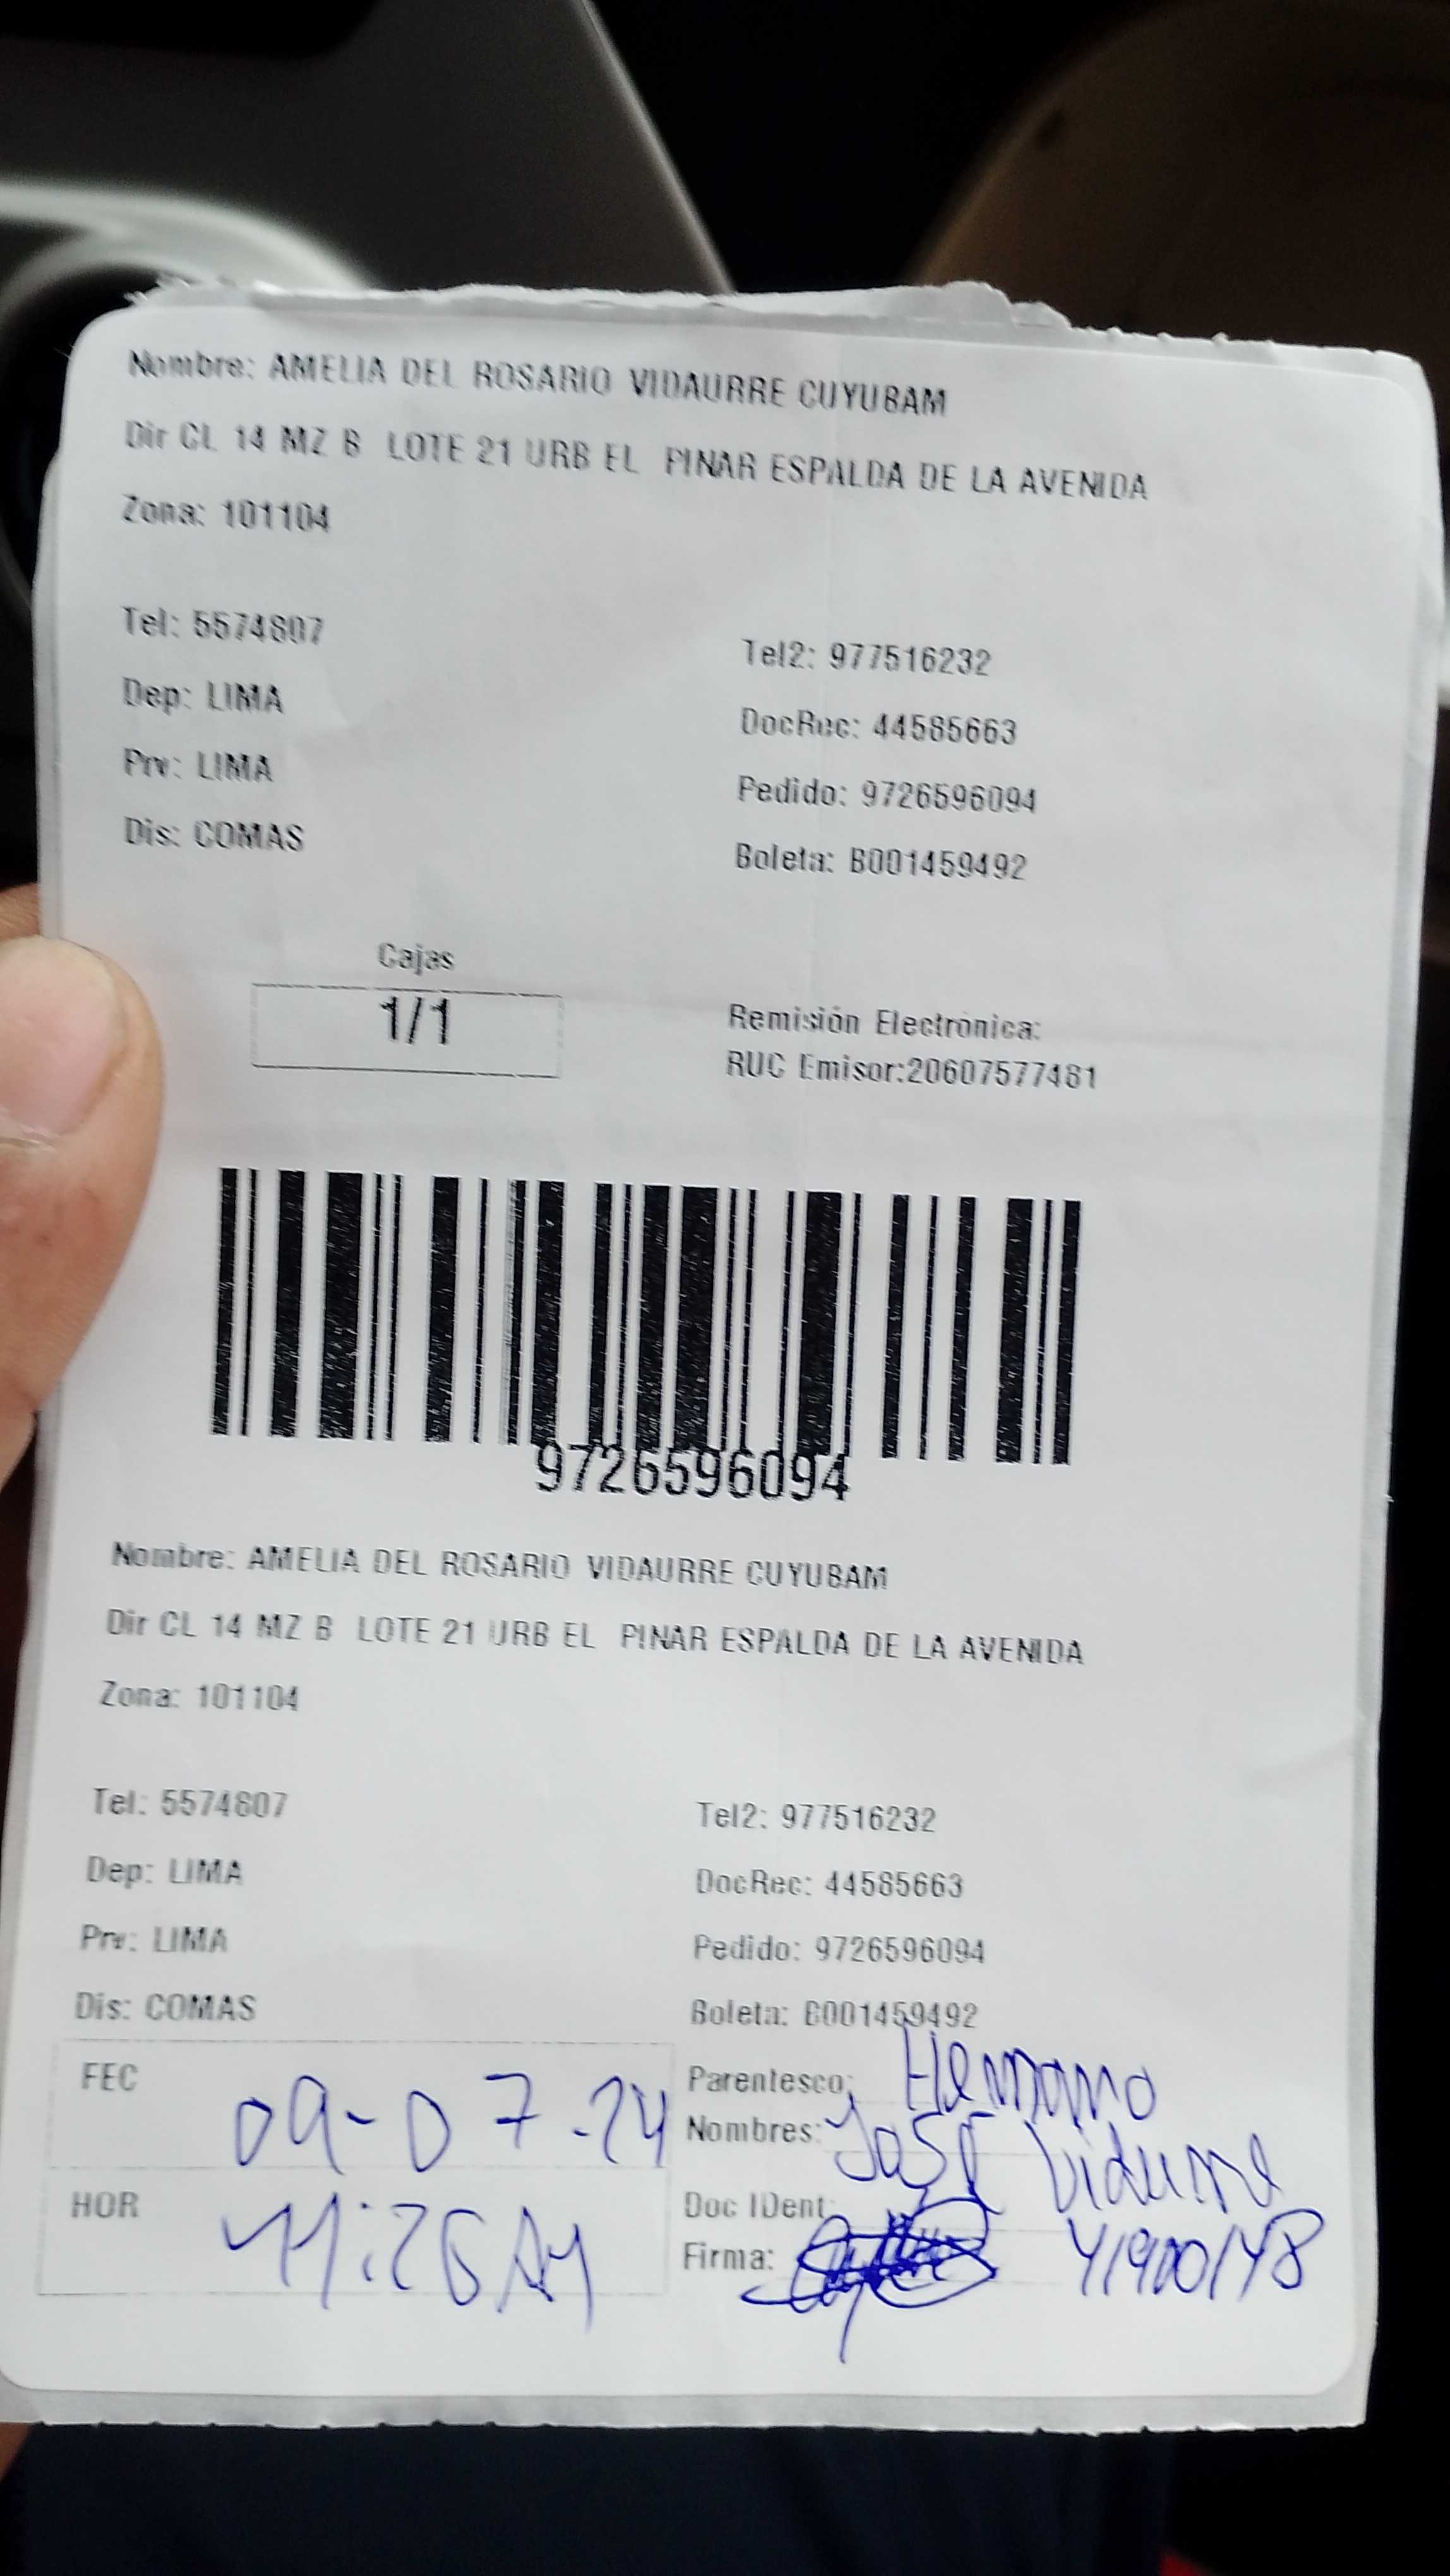 Nombre: AMELIA DEL ROSARIO VIDAURRE CUYUBAM
Dir CL 14 MZ B LOTE 21 URB EL PINAR ESPALDA DE LA AVENIDA
Zona: 101104
Tel: 5574807
Tel2: 977516232
Dep: LIMA
DocRec: 44585663
Prv: LIMA
Pedido: 9726596094
Dis: COMAS
Boleta: B001459492
Cajas
1/1
Remisión Electrónica:
RUC Emisor:20607577481
9726596094
Nombre: AMELIA DEL ROSARIO VIDAURRE CUYUBAM
Dir CL 14 MZ B LOTE 21 URB EL PINAR ESPALDA DE LA AVENIDA
Zona: 101104
Tel: 5574807
Tel2: 977516232
Dep: LIMA
DocRec: 44585663
Prv: LIMA
Pedido: 9726596094
Dis: COMAS
Boleta: B001459492
FEC 09-07-24
Parentesco: Hermano
Nombres: José
HOR 11:26 AM
Doc IDent: 41900148
Firma: